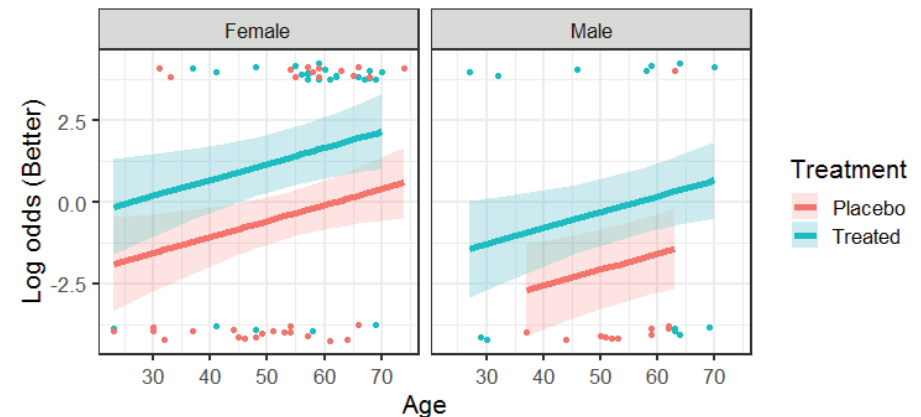 Female
Male
Log odds (Better)
2.5
0.0
-2.5
30 40 50 60 70
30 40 50 60 70
Age
Treatment
Placebo
Treated